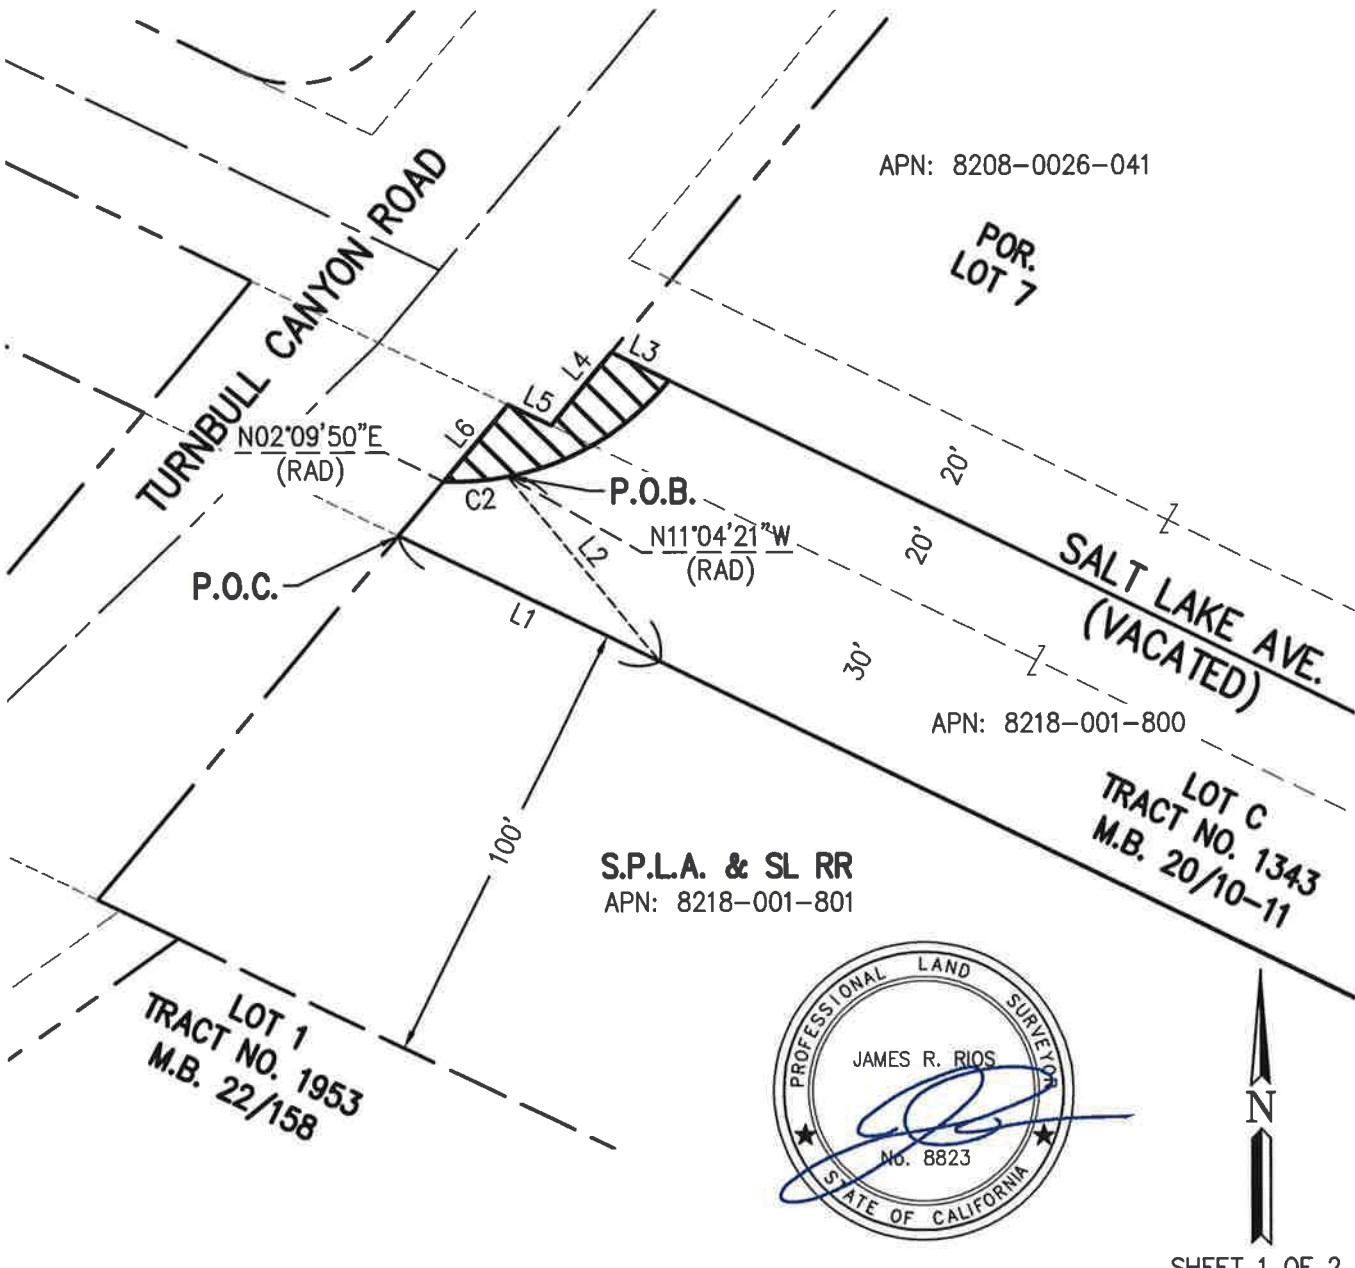 APN: 8208-0026-041
POR.
LOT 7
TURNBULL CANYON ROAD
L3
L4
L5
L6
N02°09'50"E
(RAD)
C2
P.O.B.
N11°04'21"W
(RAD)
L2
P.O.C.
L1
20'
20'
30'
SALT LAKE AVE.
(VACATED)
APN: 8218-001-800
LOT C
TRACT NO. 1343
M.B. 20/10-11
100'
S.P.L.A. & SL RR
APN: 8218-001-801
LOT 1
TRACT NO. 1953
M.B. 22/158
PROFESSIONAL LAND SURVEYOR
JAMES R. RIOS
No. 8823
STATE OF CALIFORNIA
N
SHEET 1 OF 2